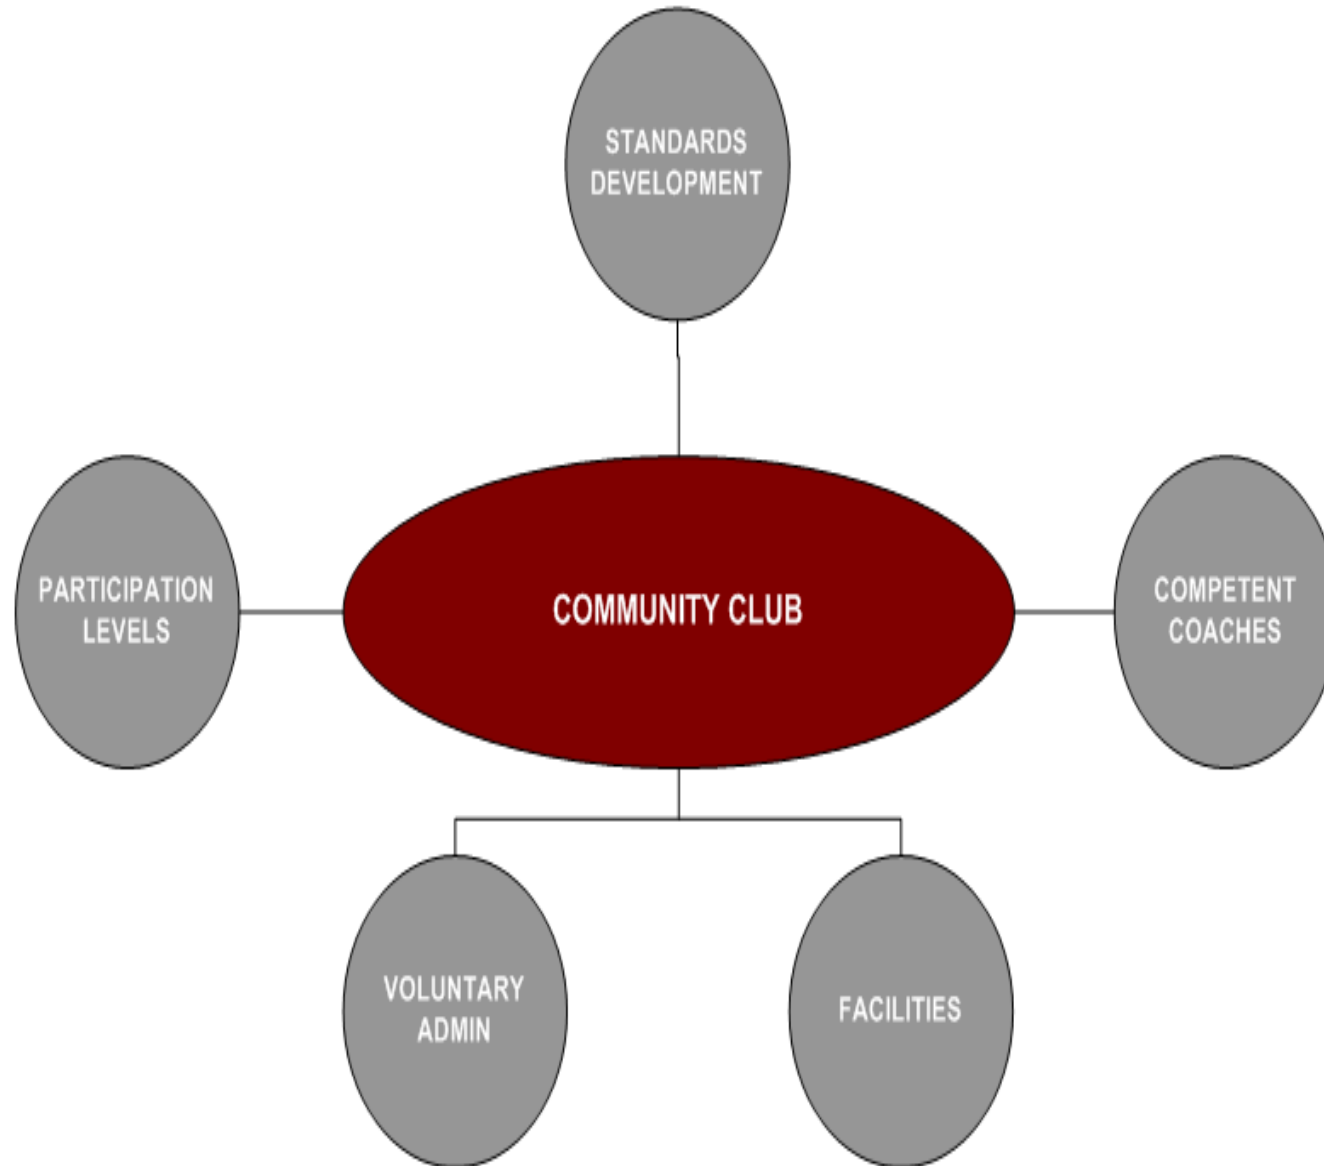 STANDARDS
DEVELOPMENT
PARTICIPATION
LEVELS
COMMUNITY CLUB
COMPETENT
COACHES
VOLUNTARY
ADMIN
FACILITIES